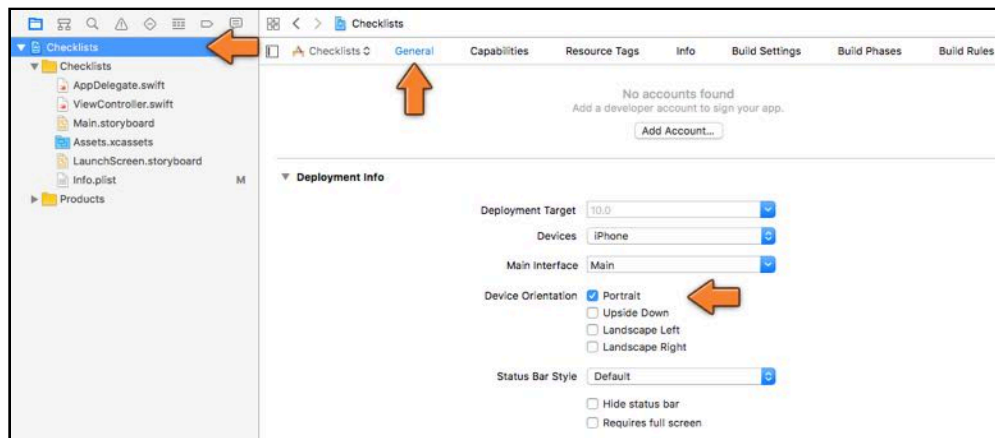 Checklists
Checklists
Checklists
AppDelegate.swift
ViewController.swift
Main.storyboard
Assets.xcassets
LaunchScreen.storyboard
Info.plist M
Products
Checklists General Capabilities Resource Tags Info Build Settings Build Phases Build Rules
No accounts found
Add a developer account to sign your app.
Add Account...
Deployment Info
Deployment Target 10.0
Devices iPhone
Main Interface Main
Device Orientation Portrait
Upside Down
Landscape Left
Landscape Right
Status Bar Style Default
Hide status bar
Requires full screen